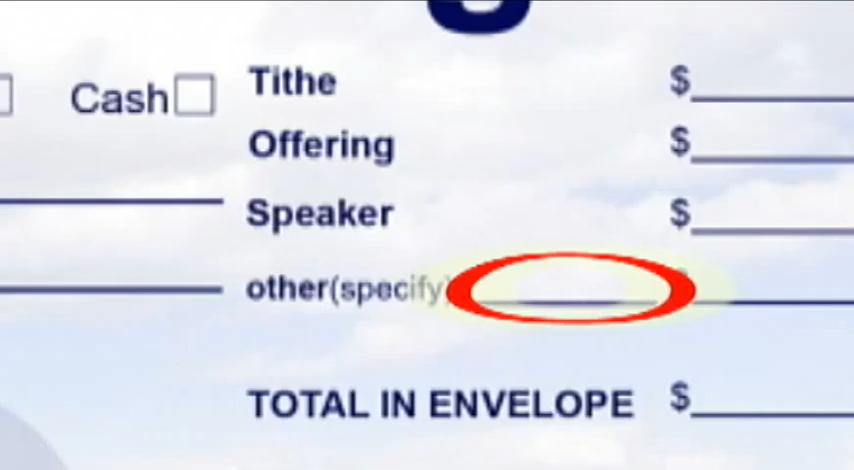 Cash
Tithe $
Offering $
Speaker $
other(specify)
TOTAL IN ENVELOPE $